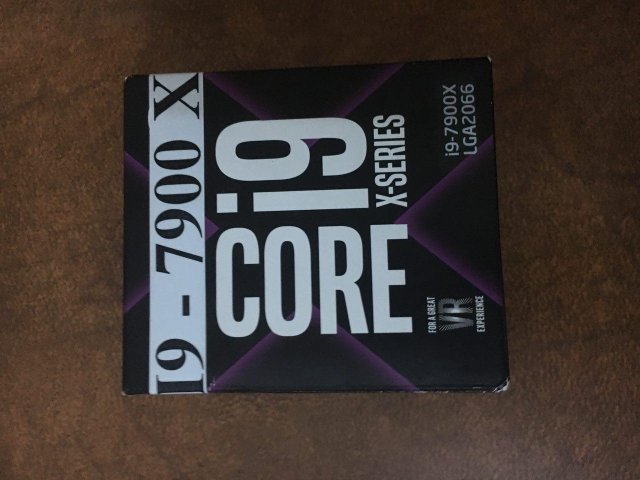 I9 - 7900 X
CORE i9
X-SERIES
FOR A GREAT
VR
EXPERIENCE
i9-7900X
LGA2066